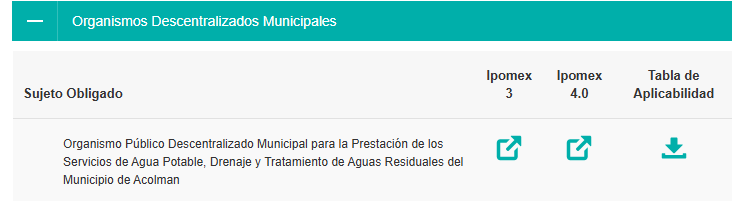 Organismos Descentralizados Municipales
Sujeto Obligado
Ipomex
3
Ipomex
4.0
Tabla de
Aplicabilidad
Organismo Público Descentralizado Municipal para la Prestación de los
Servicios de Agua Potable, Drenaje y Tratamiento de Aguas Residuales del
Municipio de Acolman